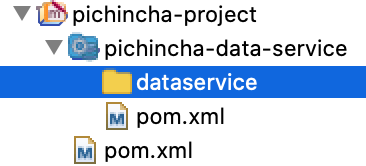 pichincha-project
pichincha-data-service
dataservice
pom.xml
pom.xml